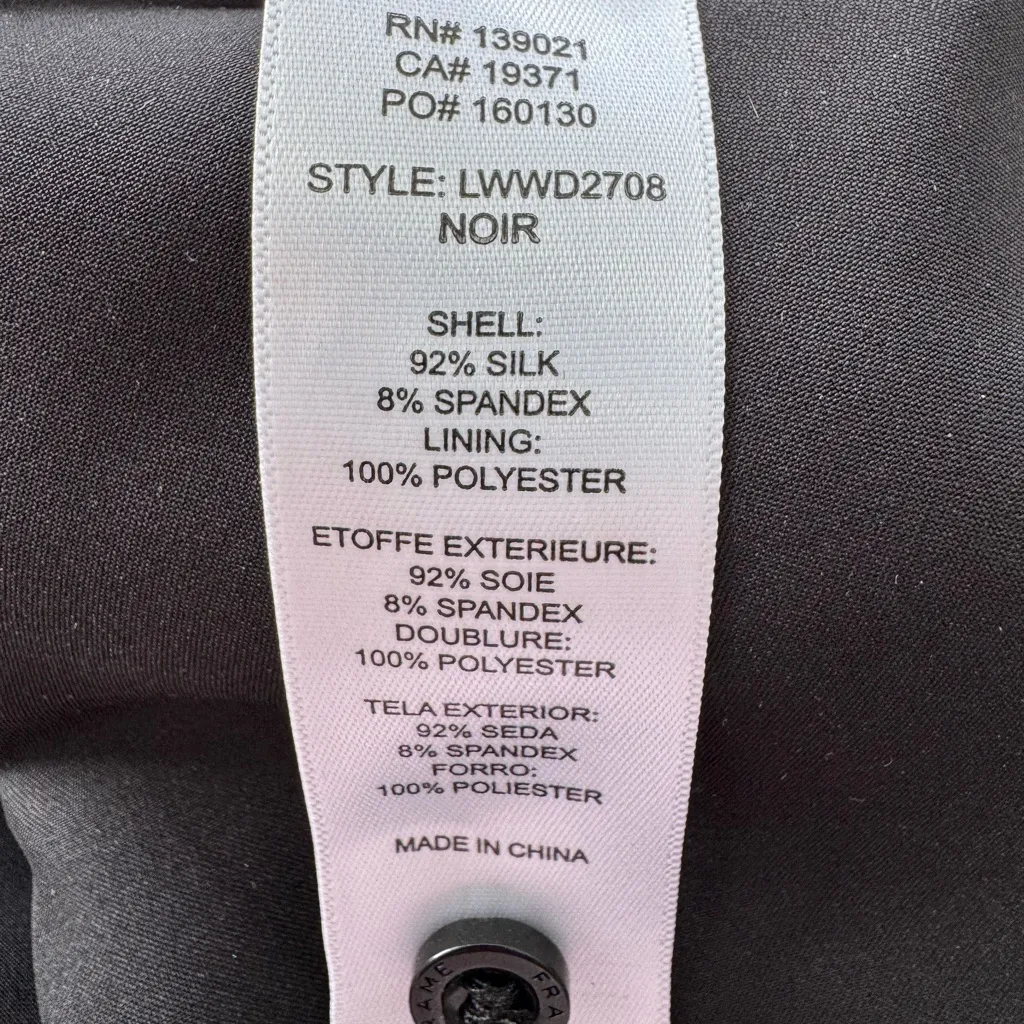 RN# 139021
CA# 19371
PO# 160130
STYLE: LWWD2708
NOIR
SHELL:
92% SILK
8% SPANDEX
LINING:
100% POLYESTER
ETOFFE EXTERIEURE:
92% SOIE
8% SPANDEX
DOUBLURE:
100% POLYESTER
TELA EXTERIOR:
92% SEDA
8% SPANDEX
FORRO:
100% POLIESTER
MADE IN CHINA
RAME FRA